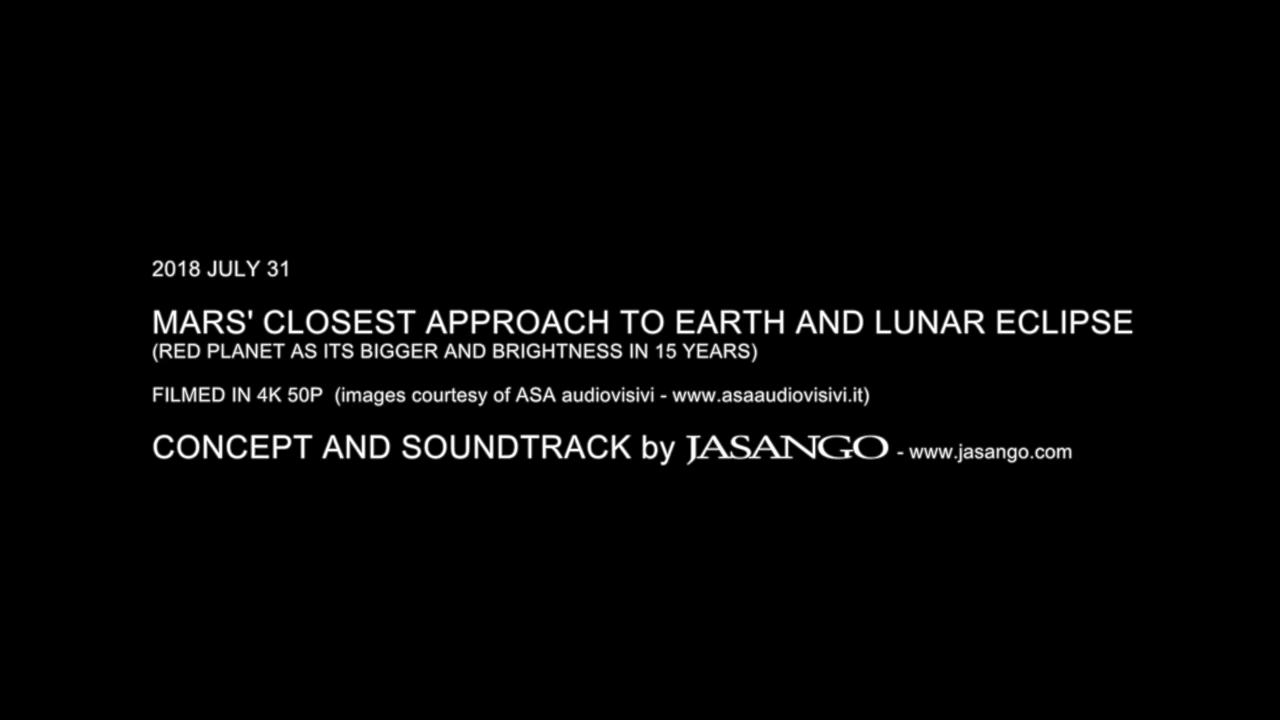 2018 JULY 31
MARS' CLOSEST APPROACH TO EARTH AND LUNAR ECLIPSE
(RED PLANET AS ITS BIGGER AND BRIGHTNESS IN 15 YEARS)
FILMED IN 4K 50P (images courtesy of ASA audiovisivi - www.asaaudiovisivi.it)
CONCEPT AND SOUNDTRACK by JASANGO - www.jasango.com